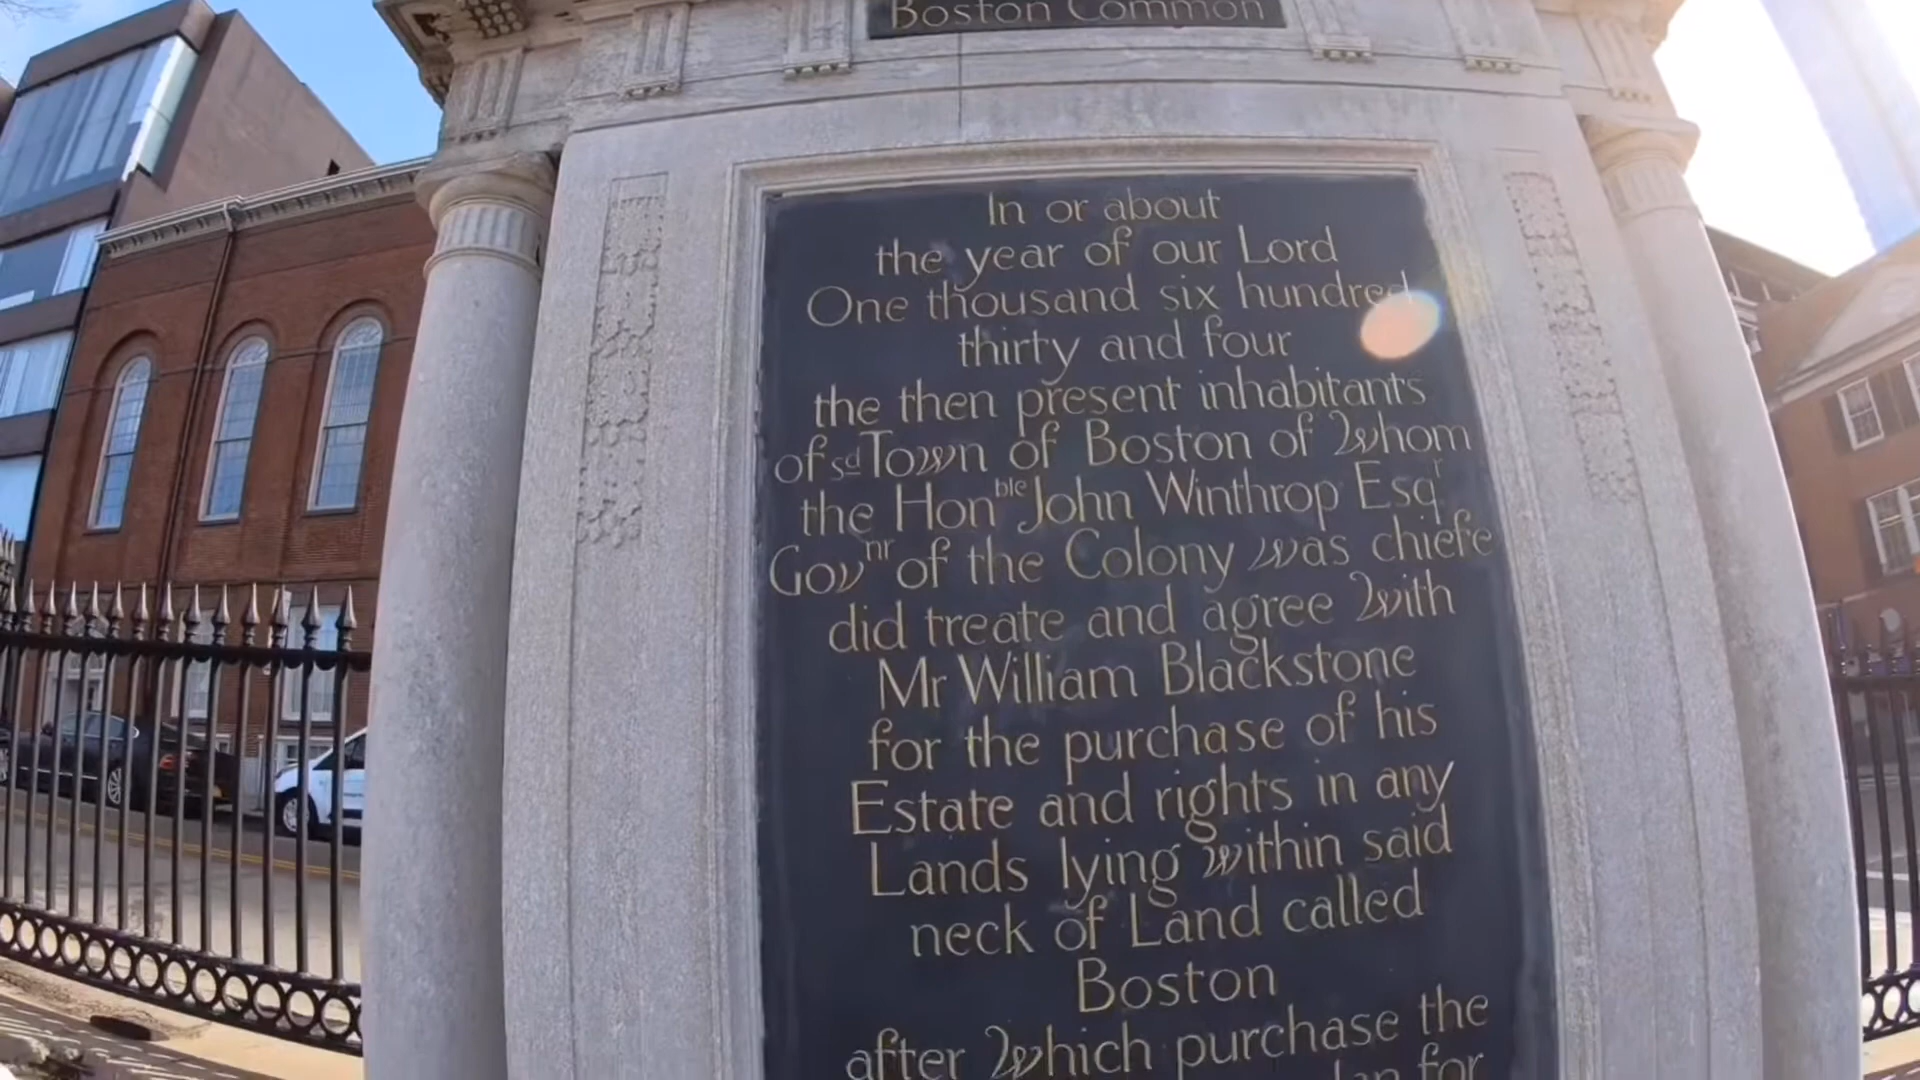 Boston Common
In or about
the year of our Lord
One thousand six hundred
thirty and four
the then present inhabitants
of sd Town of Boston of Whom
the Honble John Winthrop Esqr
Govnr of the Colony was chiefe
did treate and agree With
Mr William Blackstone
for the purchase of his
Estate and rights in any
Lands lying within said
neck of Land called
Boston
after Which purchase the
for